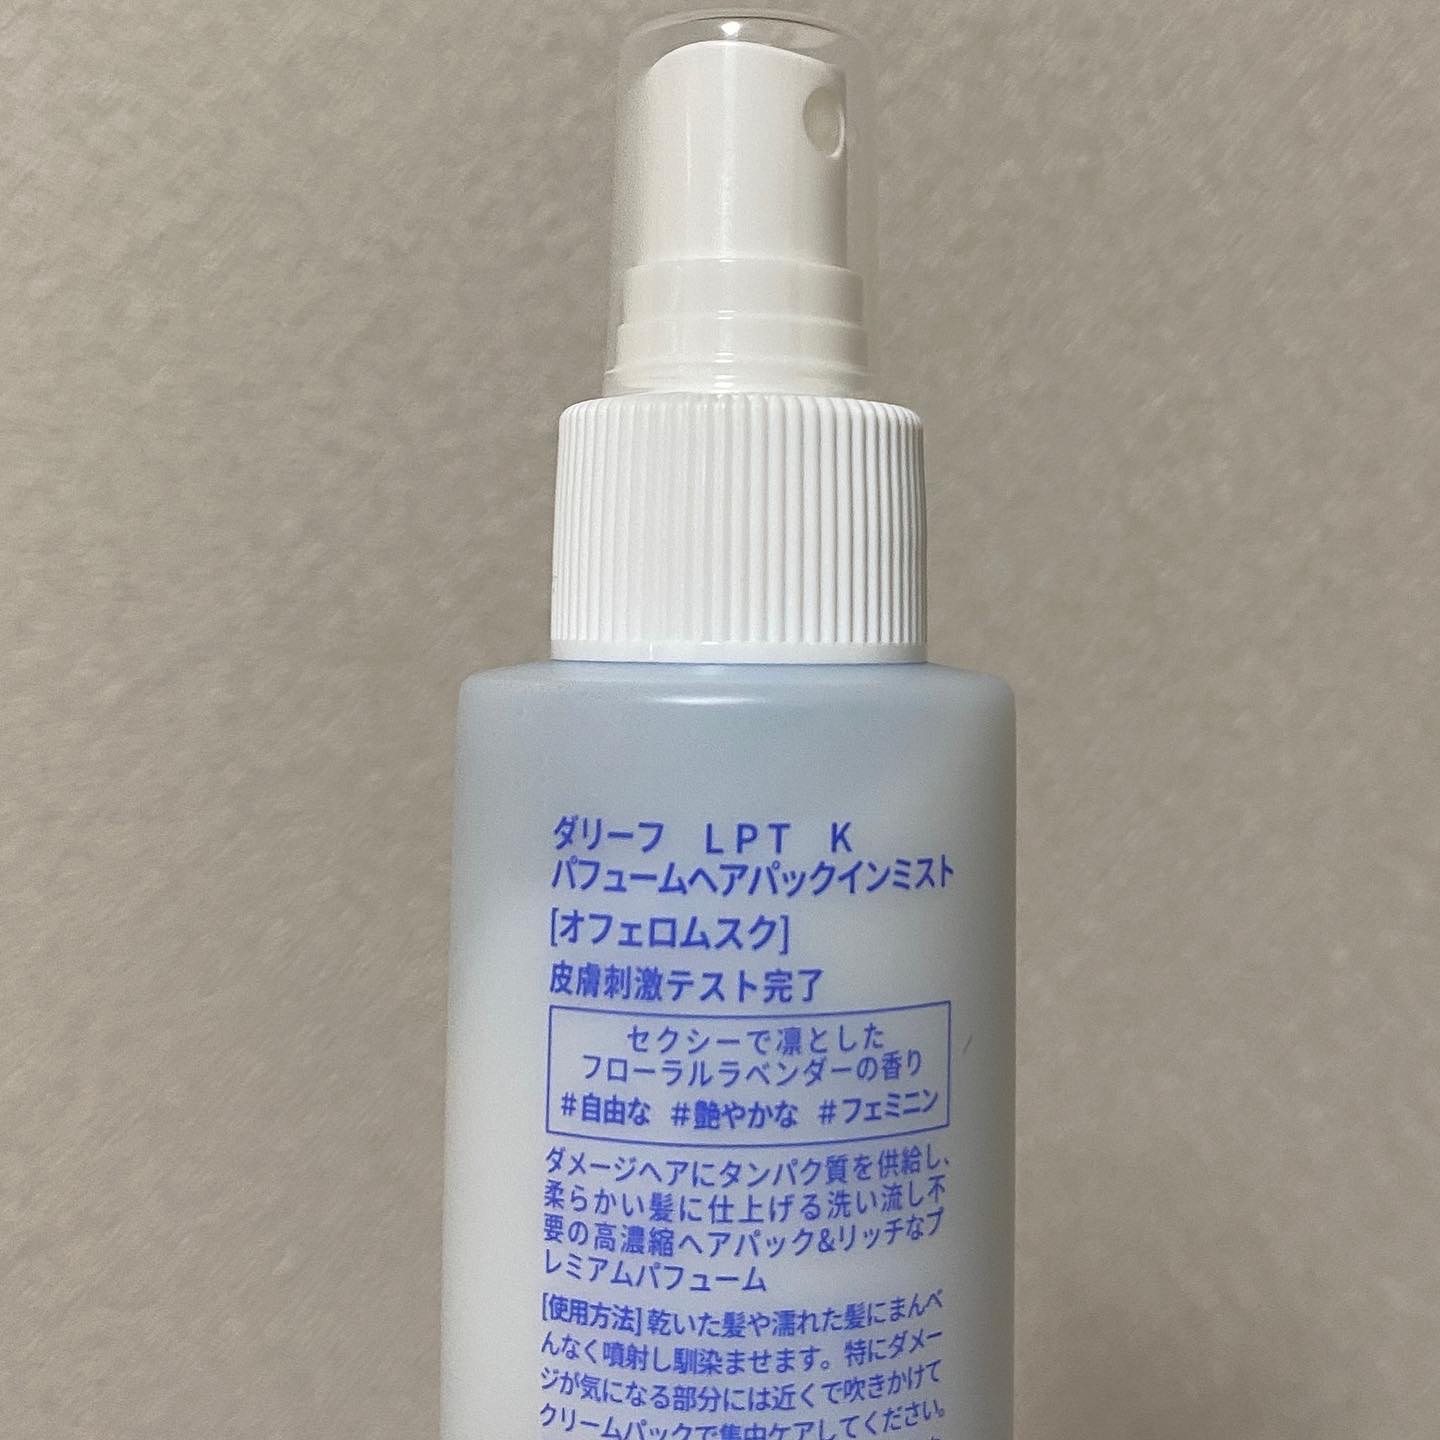 ダリーフ　ＬＰＴ　Ｋ
パフュームヘアパックインミスト
[オフェロムスク]
皮膚刺激テスト完了
セクシーで凛とした
フローラルラベンダーの香り
#自由な #艶やかな #フェミニン
ダメージヘアにタンパク質を供給し、
柔らかい髪に仕上げる洗い流し不
要の高濃縮ヘアパック&リッチなプ
レミアムパフューム
[使用方法]乾いた髪や濡れた髪にまんべ
んなく噴射し馴染ませます。特にダメー
ジが気になる部分には近くで吹きかけて
クリームパックで集中ケアしてください。